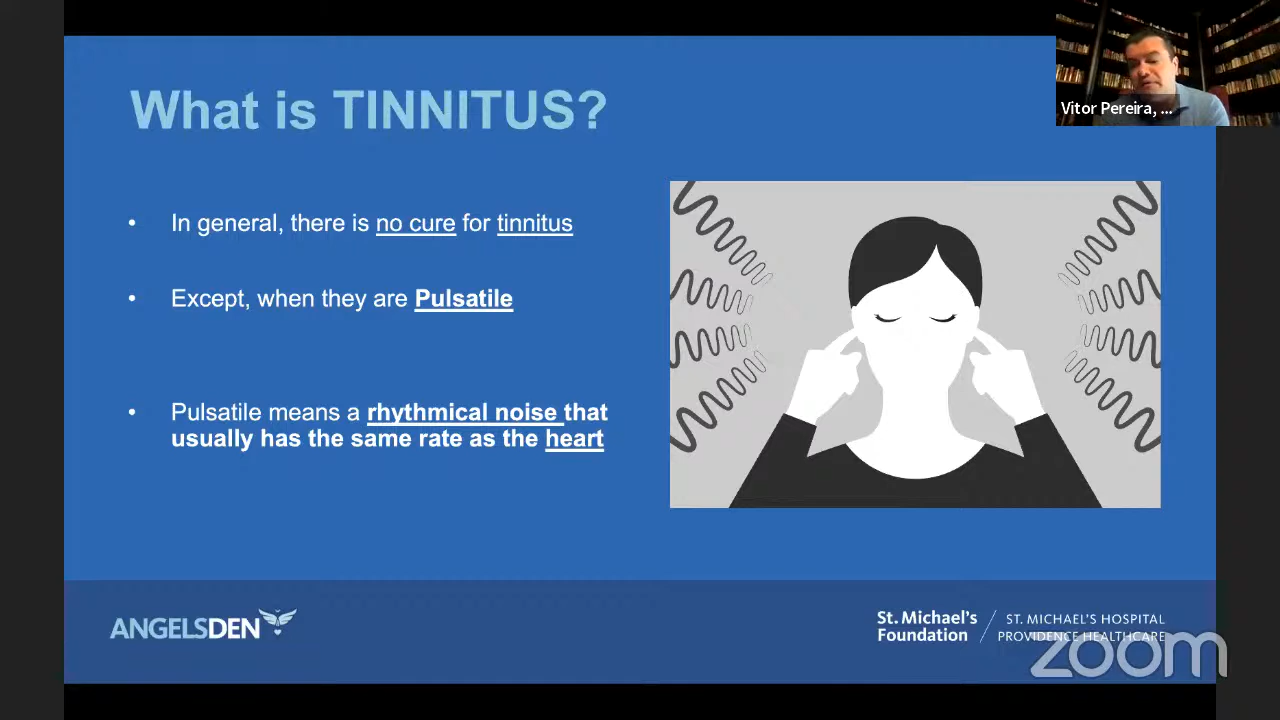 What is TINNITUS?
Vitor Pereira, ...
• In general, there is no cure for tinnitus
• Except, when they are Pulsatile
• Pulsatile means a rhythmical noise that
usually has the same rate as the heart
ANGELSDEN
St. Michael's
Foundation
ST. MICHAEL'S HOSPITAL
PROVIDENCE HEALTHCARE
zoom